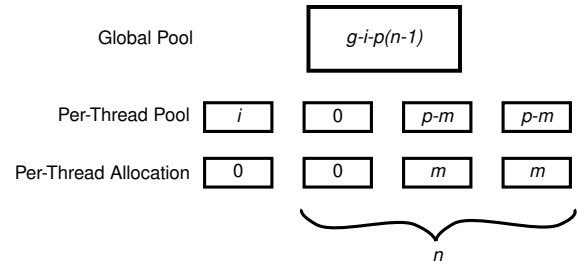 Global Pool g-i-p(n-1)
Per-Thread Pool i 0 p-m p-m
Per-Thread Allocation 0 0 m m
n